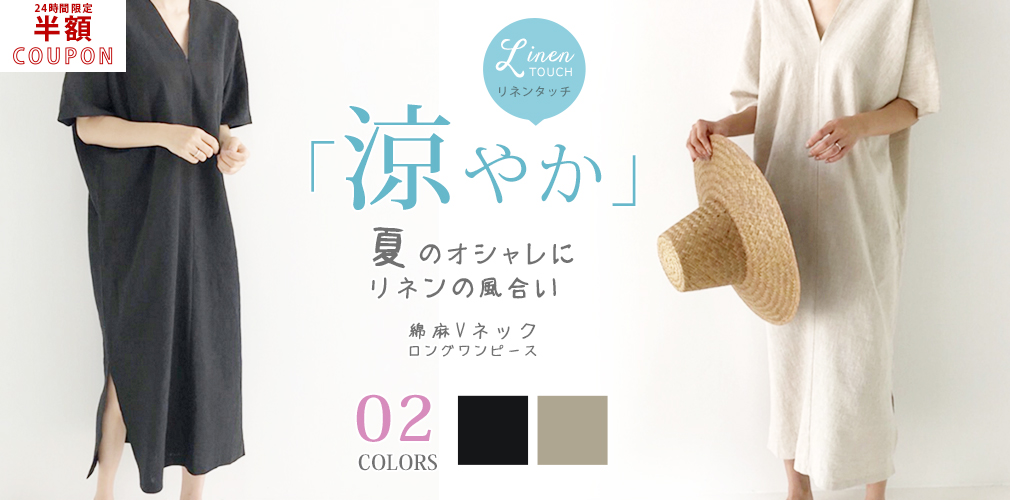 24時間限定
半額
COUPON
Linen
TOUCH
リネンタッチ
「涼やか」
夏のオシャレに
リネンの風合い
綿麻Vネック
ロングワンピース
02
COLORS